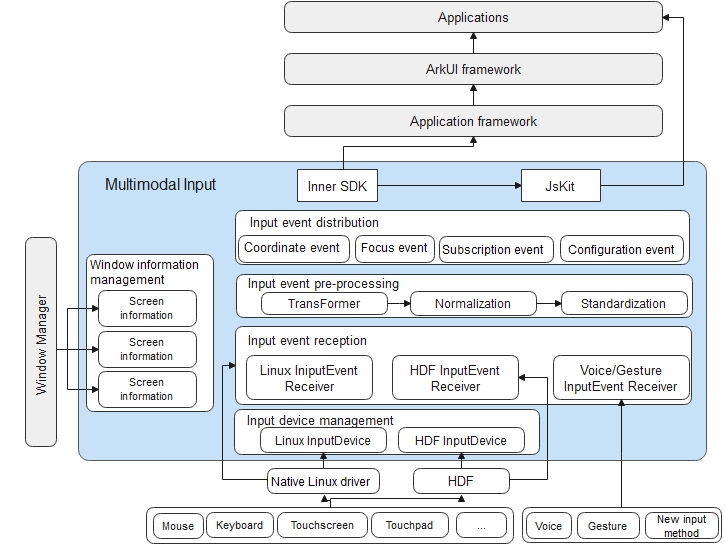 Applications
ArkUI framework
Application framework
Multimodal Input
Inner SDK
JsKit
Input event distribution
Coordinate event
Focus event
Subscription event
Configuration event
Window Manager
Window information
management
Screen
information
Screen
information
Screen
information
Input event pre-processing
TransFormer
Normalization
Standardization
Input event reception
Linux IniputEvent
Receiver
HDF InputEvent
Receiver
Voice/Gesture
InputEvent Receiver
Input device management
Linux InputDevice
HDF InputDevice
Native Linux driver
HDF
Mouse
Keyboard
Touchscreen
Touchpad
...
Voice
Gesture
New input
method